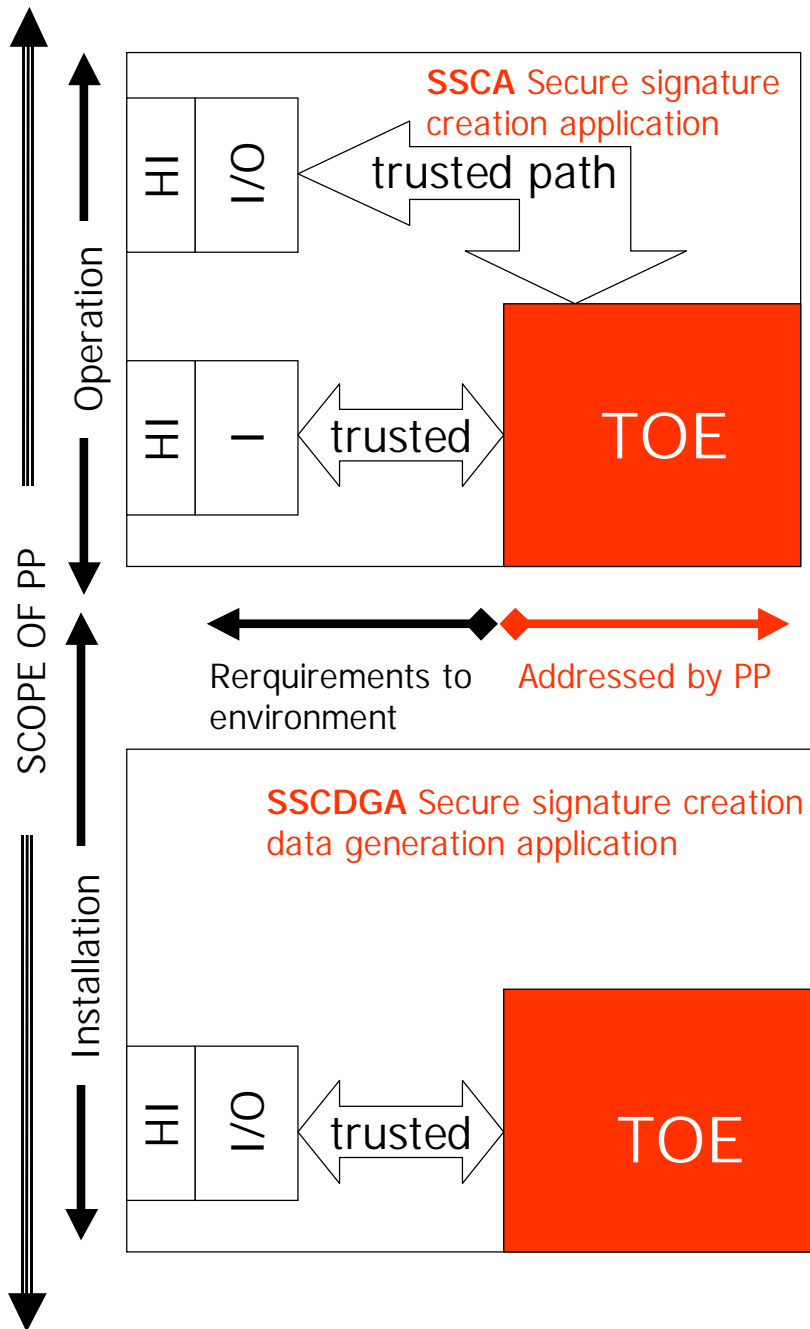 SCOPE OF PP
Operation
SSCA Secure signature
creation application
HI
I/O
trusted path
HI
I
trusted
TOE
Rerquirements to
environment
Addressed by PP
Installation
SSCDGA Secure signature creation
data generation application
HI
I/O
trusted
TOE